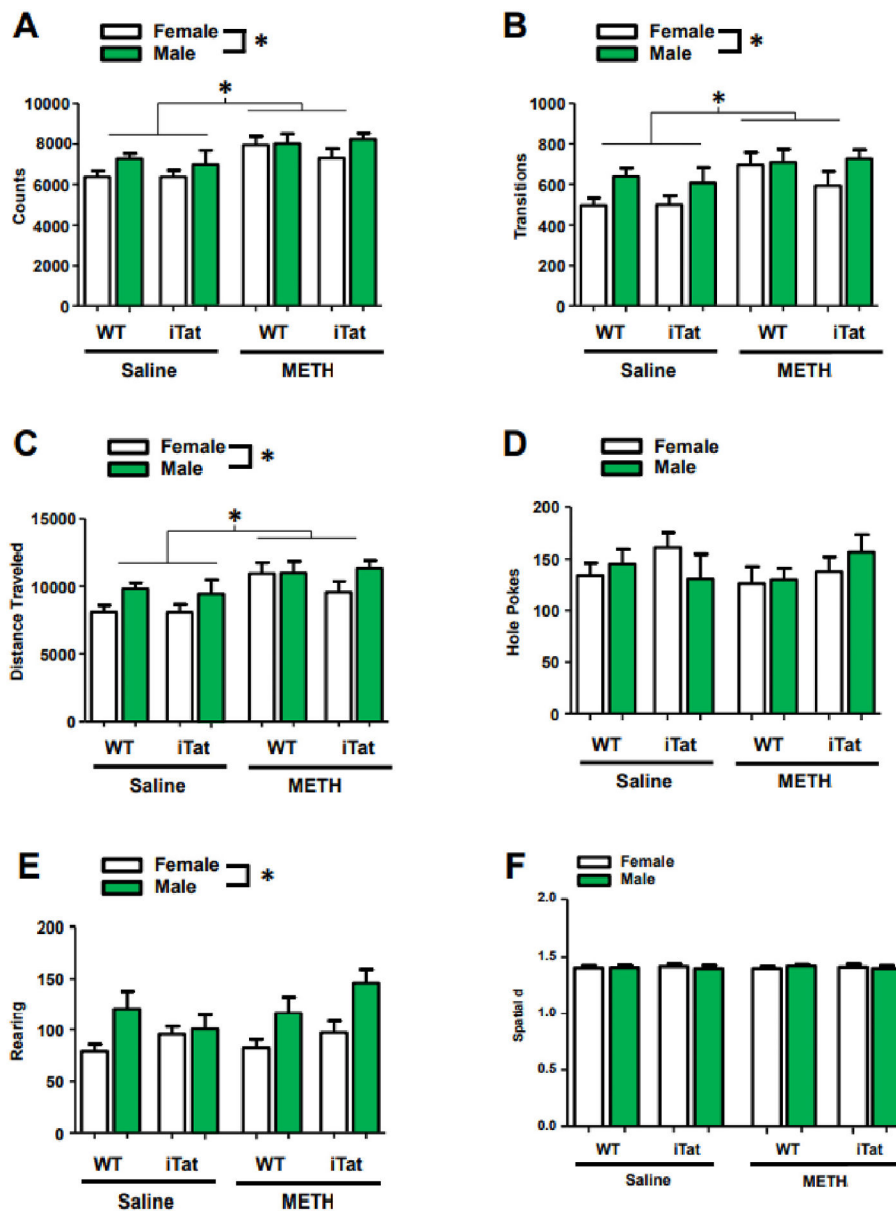 A
Female
Male
*
*
10000
8000
6000
4000
2000
0
Counts
WT iTat WT iTat
Saline METH
B
Female
Male
*
*
1000
800
600
400
200
0
Transitions
WT iTat WT iTat
Saline METH
C
Female
Male
*
*
15000
10000
5000
0
Distance Traveled
WT iTat WT iTat
Saline METH
D
Female
Male
200
150
100
50
0
Hole Pokes
WT iTat WT iTat
Saline METH
E
Female
Male
*
200
150
100
50
0
Rearing
WT iTat WT iTat
Saline METH
F
Female
Male
2.0
1.5
1.0
0.5
0.0
Spatial d
WT iTat WT iTat
Saline METH